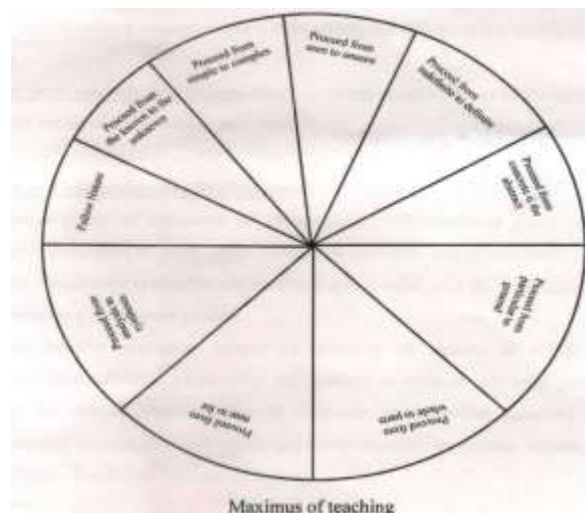 Proceed from
simple to complex
Proceed from
seen to unseen
Proceed from
indefinite to definite
Proceed from
concrete to the
abstract
Proceed from
particular to
general
Proceed from
whole to parts
Proceed from
near to far
Proceed from
analysis to
synthesis
Follow Nature
Proceed from
the known to the
unknown
Maximus of teaching